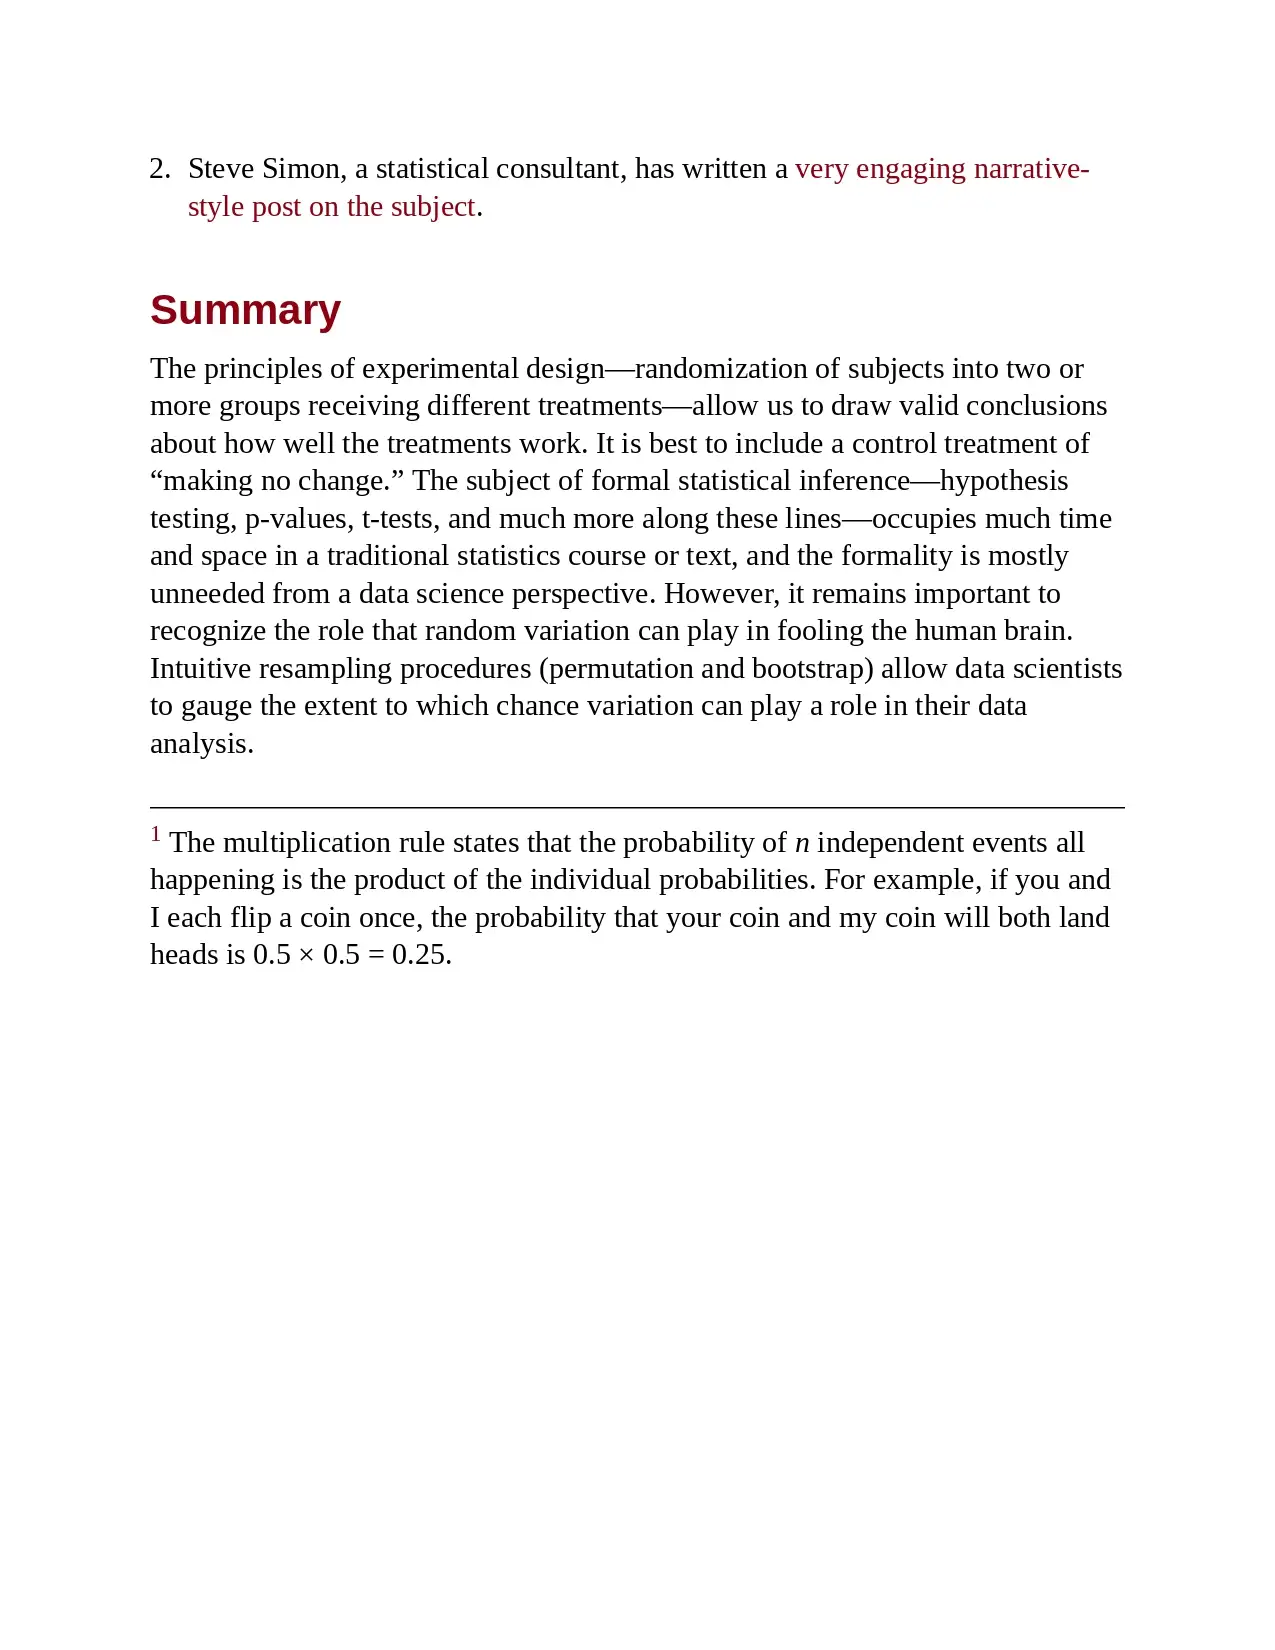 2. Steve Simon, a statistical consultant, has written a very engaging narrative-
style post on the subject.
Summary
The principles of experimental design—randomization of subjects into two or
more groups receiving different treatments—allow us to draw valid conclusions
about how well the treatments work. It is best to include a control treatment of
“making no change.” The subject of formal statistical inference—hypothesis
testing, p-values, t-tests, and much more along these lines—occupies much time
and space in a traditional statistics course or text, and the formality is mostly
unneeded from a data science perspective. However, it remains important to
recognize the role that random variation can play in fooling the human brain.
Intuitive resampling procedures (permutation and bootstrap) allow data scientists
to gauge the extent to which chance variation can play a role in their data
analysis.
1 The multiplication rule states that the probability of n independent events all
happening is the product of the individual probabilities. For example, if you and
I each flip a coin once, the probability that your coin and my coin will both land
heads is 0.5 × 0.5 = 0.25.